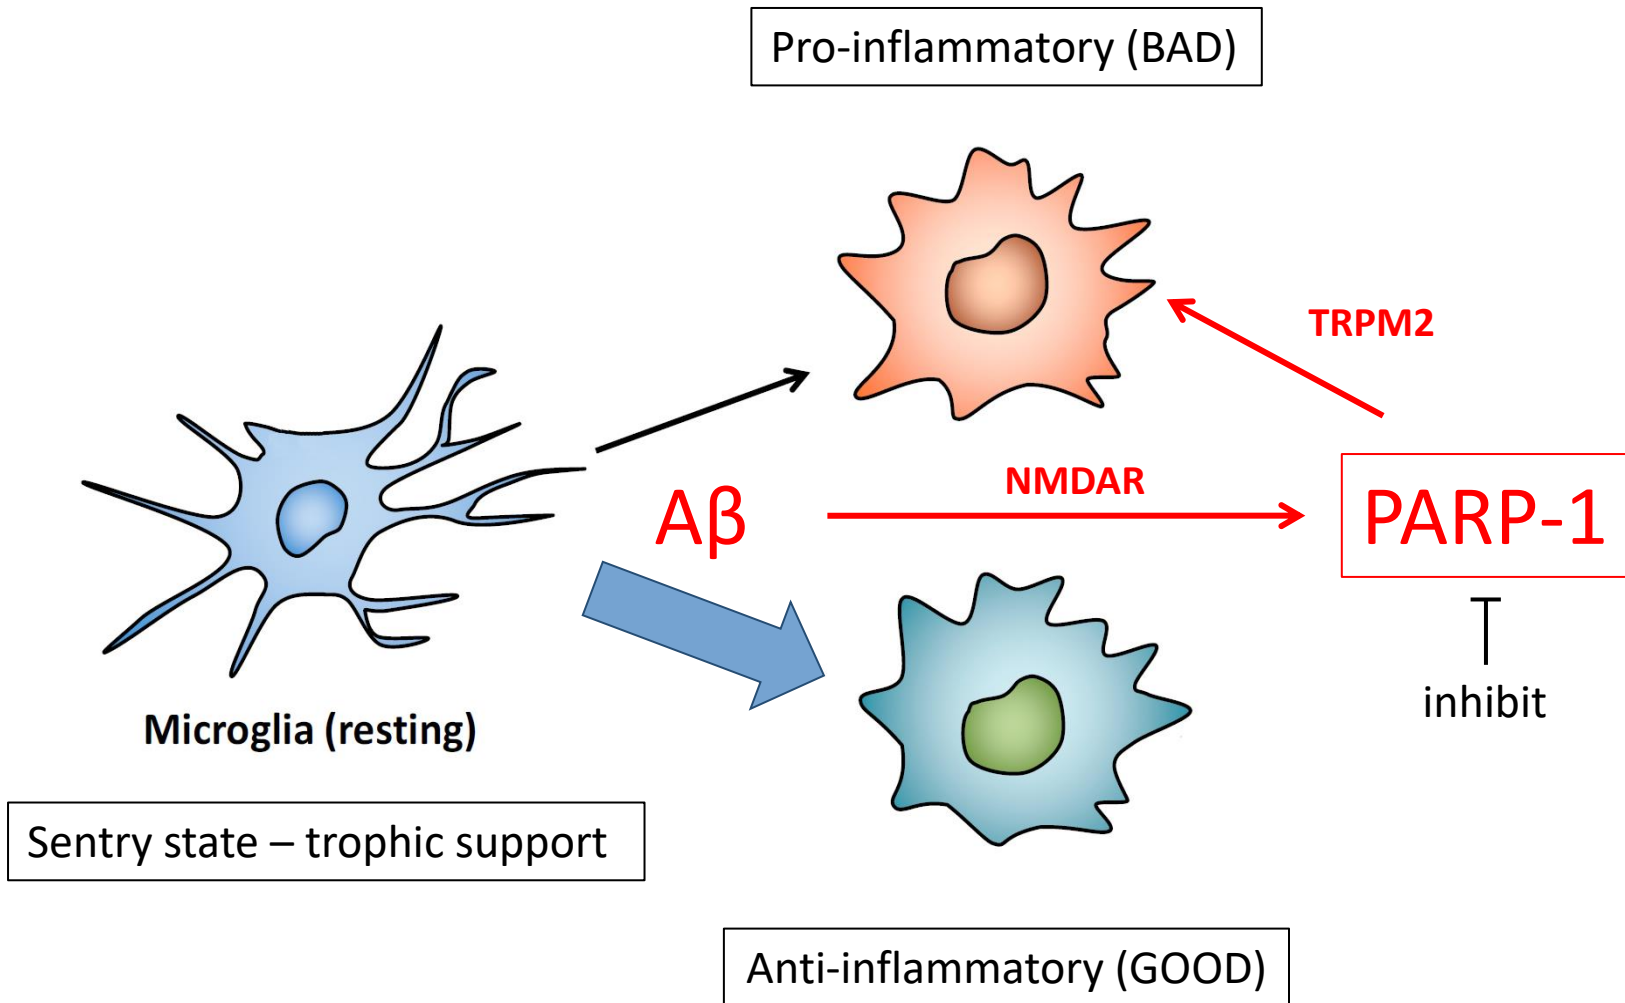 Pro-inflammatory (BAD)
TRPM2
NMDAR
Aβ
PARP-1
inhibit
Microglia (resting)
Sentry state – trophic support
Anti-inflammatory (GOOD)